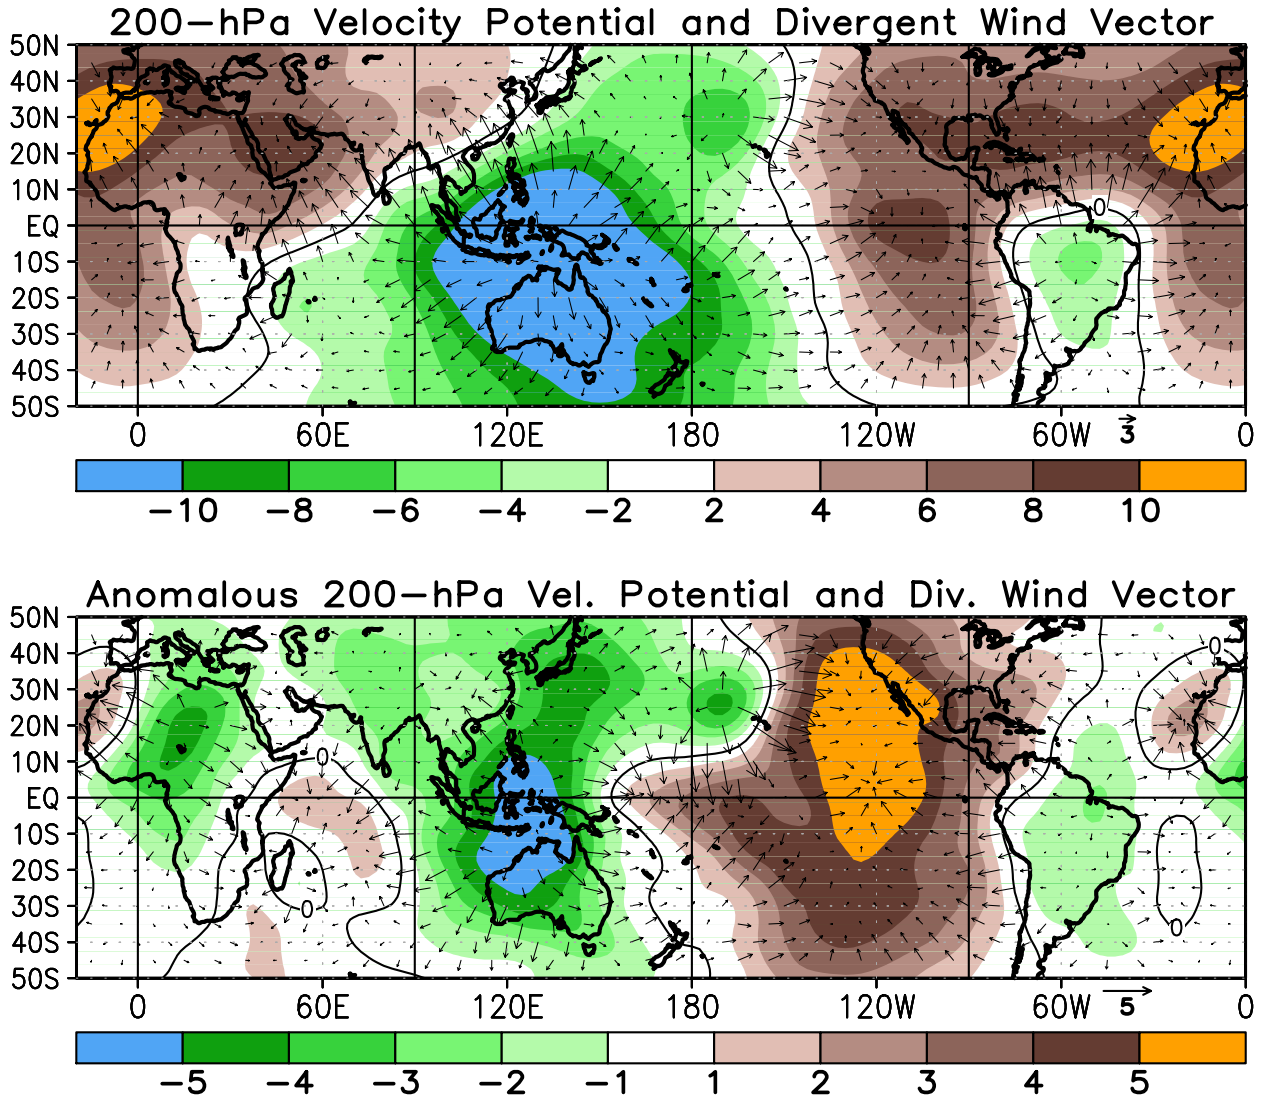 200-hPa Velocity Potential and Divergent Wind Vector
50N
40N
30N
20N
10N
EQ
10S
20S
30S
40S
50S
0
0 60E 120E 180 120W 60W 0
3
-10 -8 -6 -4 -2 2 4 6 8 10
Anomalous 200-hPa Vel. Potential and Div. Wind Vector
50N
40N
30N
20N
10N
EQ
10S
20S
30S
40S
50S
0
0
0
0
0 60E 120E 180 120W 60W 0
5
-5 -4 -3 -2 -1 1 2 3 4 5